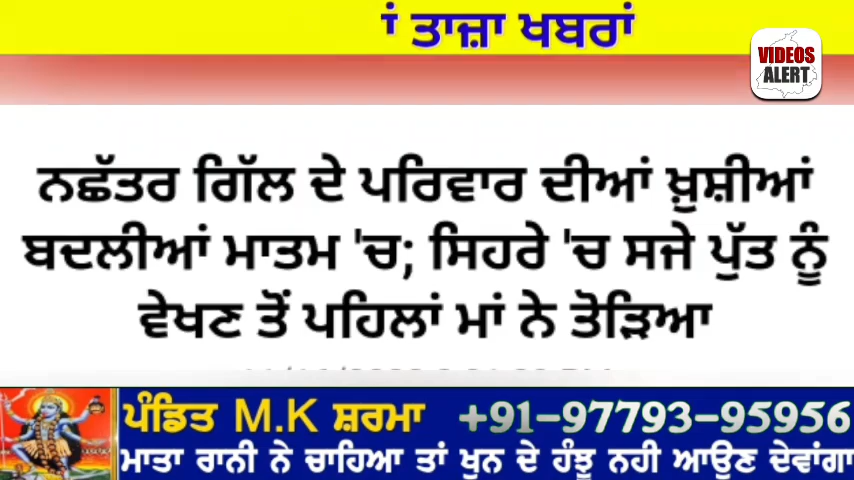 ਤਾਜ਼ਾ ਖਬਰਾਂ
VIDEOS
ALERT
ਨਛੱਤਰ ਗਿੱਲ ਦੇ ਪਰਿਵਾਰ ਦੀਆਂ ਖ਼ੁਸ਼ੀਆਂ
ਬਦਲੀਆਂ ਮਾਤਮ 'ਚ; ਸਿਹਰੇ 'ਚ ਸਜੇ ਪੁੱਤ ਨੂੰ
ਵੇਖਣ ਤੋਂ ਪਹਿਲਾਂ ਮਾਂ ਨੇ ਤੋੜਿਆ
ਪੰਡਿਤ M.K ਸ਼ਰਮਾ +91-97793-95956
ਮਾਤਾ ਰਾਨੀ ਨੇ ਚਾਹਿਆ ਤਾਂ ਖੁਨ ਦੇ ਹੰਝੂ ਨਹੀ ਆਉਣ ਦੇਵਾਂਗਾ